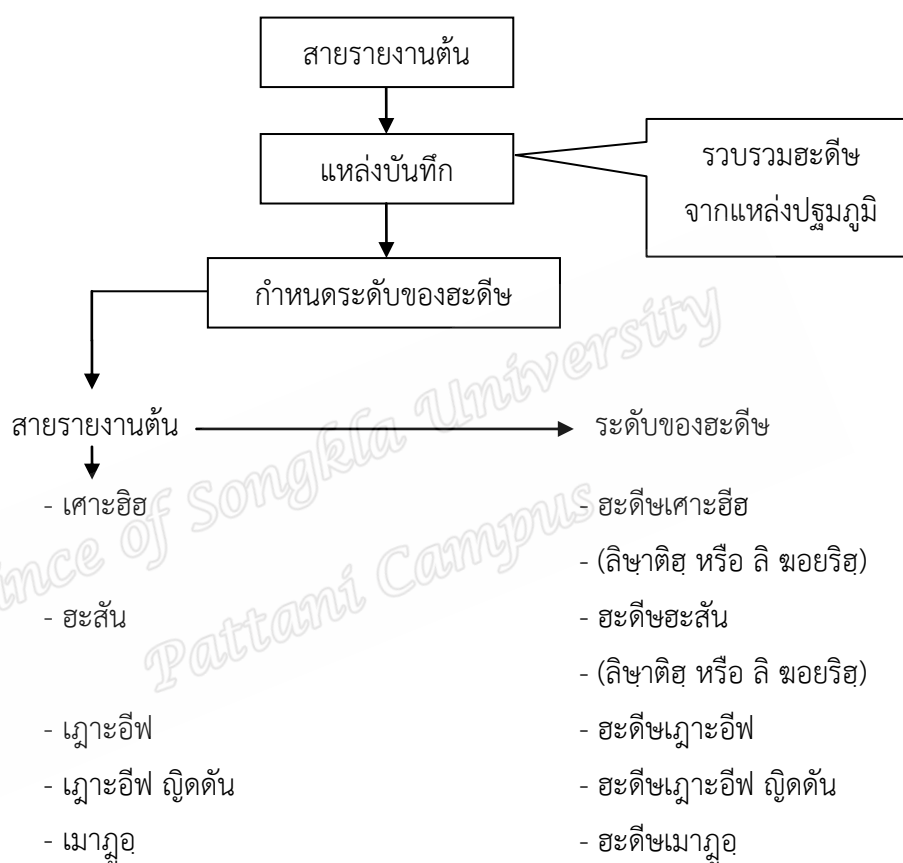 สายรายงานต้น
แหล่งบันทึก
รวบรวมฮะดีษ
จากแหล่งปฐมภูมิ
กำหนดระดับของฮะดีษ
สายรายงานต้น
ระดับของฮะดีษ
- เศาะฮิฮ
- ฮะดีษเศาะฮีฮ
- (ลิษฺาติฮฺ หรือ ลิ ฆอยริฮฺ)
- ฮะสัน
- ฮะดีษฮะสัน
- (ลิษฺาติฮฺ หรือ ลิ ฆอยริฮฺ)
- เฎาะอีฟ
- ฮะดีษเฎาะอีฟ
- เฎาะอีฟ ญิดดัน
- ฮะดีษเฎาะอีฟ ญิดดัน
- เมาฎูอฺ
- ฮะดีษเมาฎูอฺ
ince of Songkla University
Pattani Campus